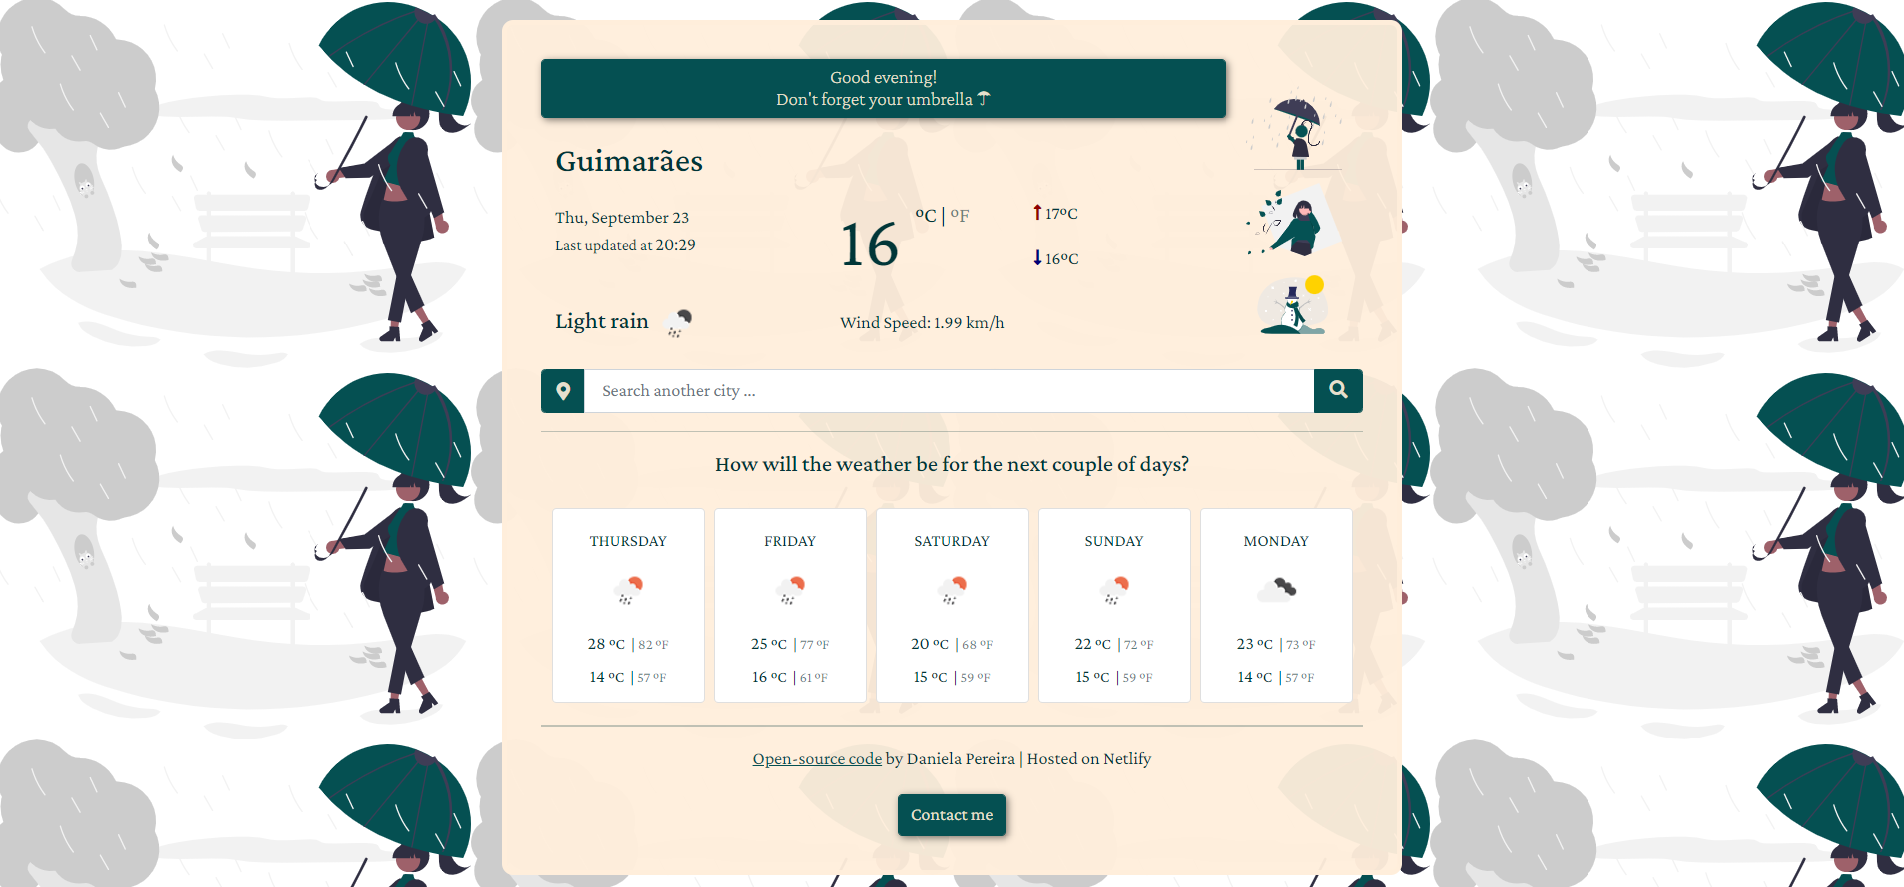 Good evening!
Don't forget your umbrella ☂
Guimarães
Thu, September 23
Last updated at 20:29
16 ºC | ºF
↑17ºC
↓16ºC
Light rain
Wind Speed: 1.99 km/h
Search another city ...
How will the weather be for the next couple of days?
THURSDAY
28 ºC | 82 ºF
14 ºC | 57 ºF
FRIDAY
25 ºC | 77 ºF
16 ºC | 61 ºF
SATURDAY
20 ºC | 68 ºF
15 ºC | 59 ºF
SUNDAY
22 ºC | 72 ºF
15 ºC | 59 ºF
MONDAY
23 ºC | 73 ºF
14 ºC | 57 ºF
Open-source code by Daniela Pereira | Hosted on Netlify
Contact me